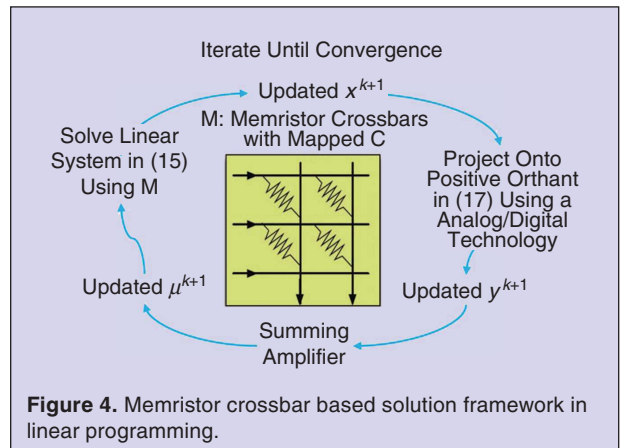 Iterate Until Convergence
Updated x^{k+1}
M: Memristor Crossbars
with Mapped C
Solve Linear
System in (15)
Using M
Project Onto
Positive Orthant
in (17) Using a
Analog/Digital
Technology
Updated μ^{k+1}
Updated y^{k+1}
Summing
Amplifier
Figure 4. Memristor crossbar based solution framework in
linear programming.